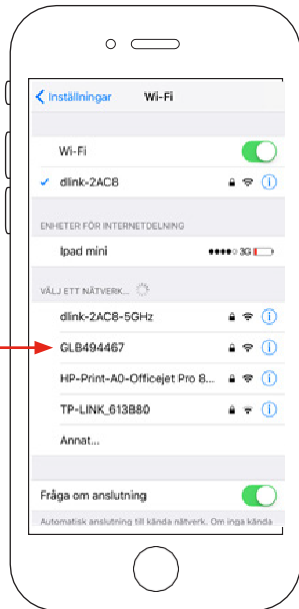 Inställningar Wi-Fi
Wi-Fi
dlink-2AC8
ENHETER FÖR INTERNETDELNING
Ipad mini 3G
VÄLJ ETT NÄTVERK...
dlink-2AC8-5GHz
GLB494467
HP-Print-A0-Officejet Pro 8...
TP-LINK_613B80
Annat...
Fråga om anslutning
Automatisk anslutning till kända nätverk. Om inga kända